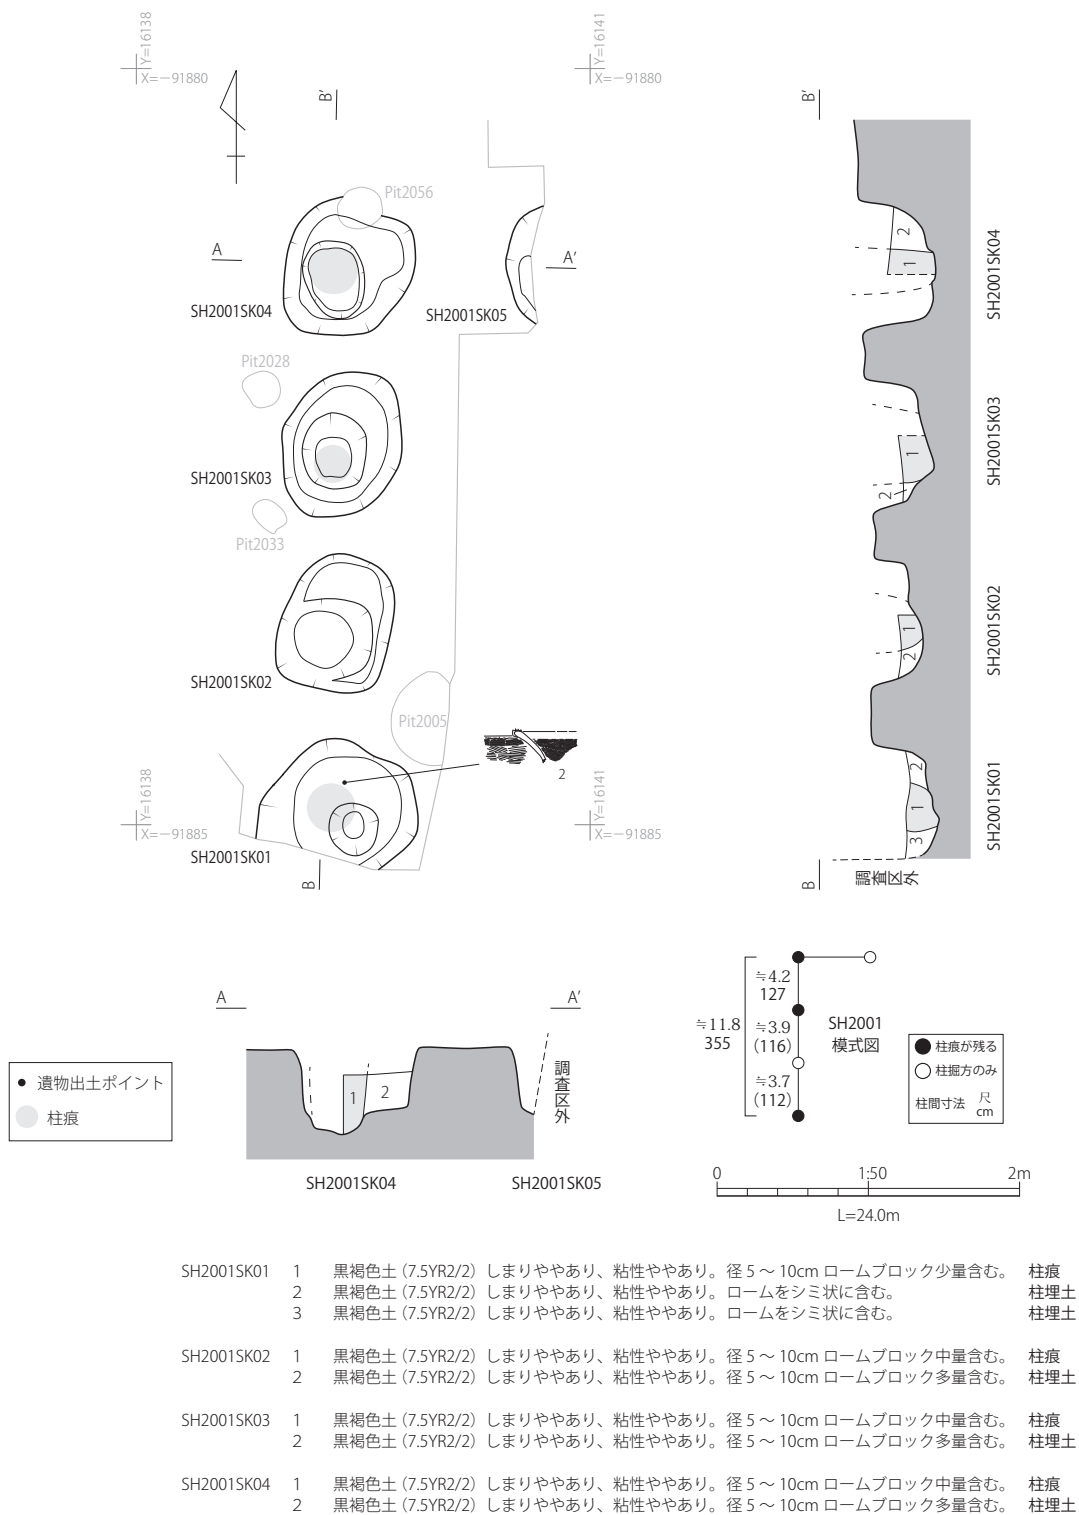 Y=16138
X=－91880
Y=16141
X=－91880
B'
B'
Pit2056
A
A'
SH2001SK04
SH2001SK05
2
1
SH2001SK04
Pit2028
SH2001SK03
1
2
SH2001SK03
Pit2033
SH2001SK02
1
2
SH2001SK02
Pit2005
2
Y=16138
X=－91885
Y=16141
X=－91885
SH2001SK01
2
1
3
SH2001SK01
B
B
調査区外
A
A'
1
2
調査区外
SH2001SK04
SH2001SK05
遺物出土ポイント
柱痕
≒4.2
127
≒11.8
355
≒3.9
(116)
≒3.7
(112)
SH2001
模式図
柱痕が残る
柱掘方のみ
柱間寸法 尺
cm
0 1:50 2m
L=24.0m
SH2001SK01 1 黒褐色土 (7.5YR2/2) しまりややあり、粘性ややあり。径 5 ～ 10cm ロームブロック少量含む。 柱痕
2 黒褐色土 (7.5YR2/2) しまりややあり、粘性ややあり。ロームをシミ状に含む。 柱埋土
3 黒褐色土 (7.5YR2/2) しまりややあり、粘性ややあり。ロームをシミ状に含む。 柱埋土
SH2001SK02 1 黒褐色土 (7.5YR2/2) しまりややあり、粘性ややあり。径 5 ～ 10cm ロームブロック中量含む。 柱痕
2 黒褐色土 (7.5YR2/2) しまりややあり、粘性ややあり。径 5 ～ 10cm ロームブロック多量含む。 柱埋土
SH2001SK03 1 黒褐色土 (7.5YR2/2) しまりややあり、粘性ややあり。径 5 ～ 10cm ロームブロック中量含む。 柱痕
2 黒褐色土 (7.5YR2/2) しまりややあり、粘性ややあり。径 5 ～ 10cm ロームブロック多量含む。 柱埋土
SH2001SK04 1 黒褐色土 (7.5YR2/2) しまりややあり、粘性ややあり。径 5 ～ 10cm ロームブロック中量含む。 柱痕
2 黒褐色土 (7.5YR2/2) しまりややあり、粘性ややあり。径 5 ～ 10cm ロームブロック多量含む。 柱埋土